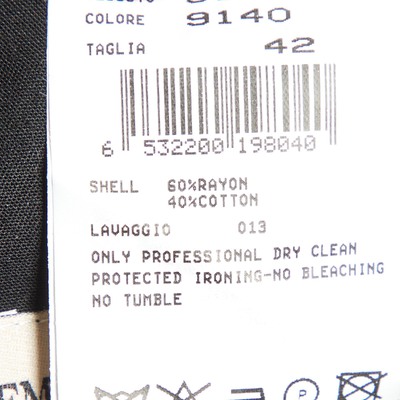 COLORE 9140
TAGLIA 42
6 532200 198040
SHELL 60%RAYON
40%COTTON
LAVAGGIO 013
ONLY PROFESSIONAL DRY CLEAN
PROTECTED IRONING-NO BLEACHING
NO TUMBLE
P